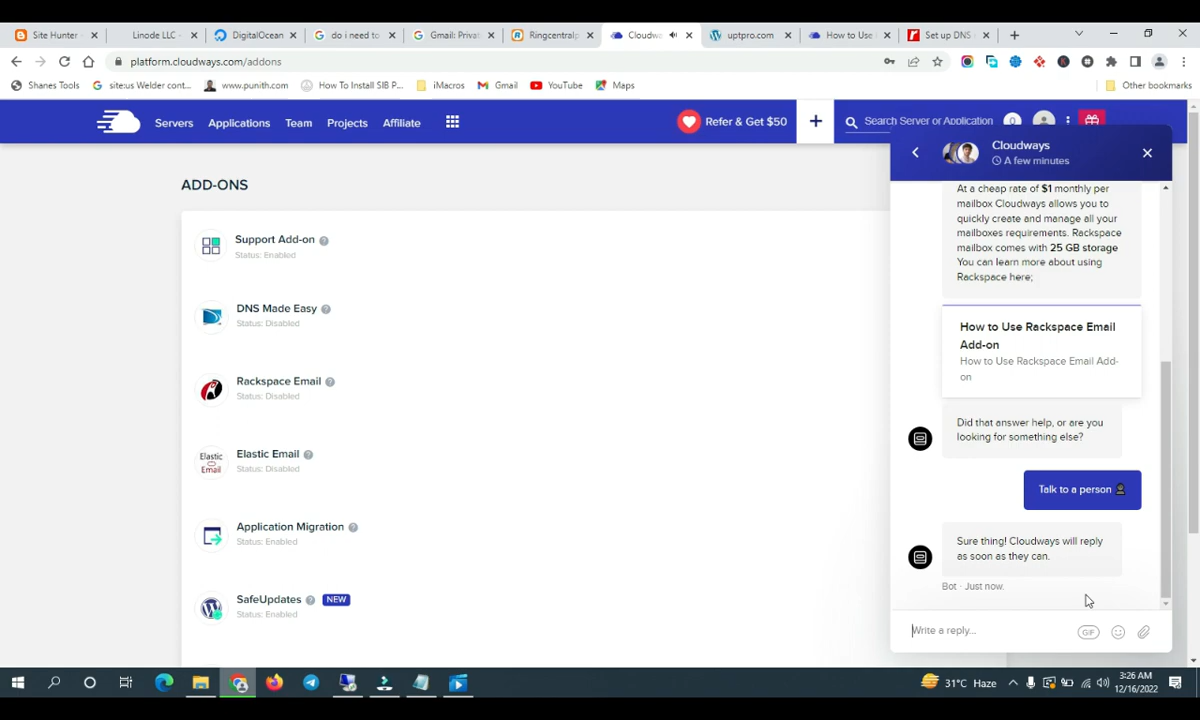 Site Hunter
Linode LLC -
DigitalOcean
do i need to
Gmail: Privat
Ringcentralp
Cloudwa
uptpro.com
How to Use
Set up DNS
platform.cloudways.com/addons
Shanes Tools
site:us Welder cont...
www.punith.com
How To Install SIB P...
iMacros
Gmail
YouTube
Maps
Other bookmarks
Servers
Applications
Team
Projects
Affiliate
Refer & Get $50
+
Search Server or Application
0
Cloudways
A few minutes
ADD-ONS
Support Add-on
Status: Enabled
DNS Made Easy
Status: Disabled
Rackspace Email
Status: Disabled
Elastic Email
Elastic Email
Status: Disabled
Application Migration
Status: Enabled
SafeUpdates
NEW
Status: Enabled
At a cheap rate of $1 monthly per
mailbox Cloudways allows you to
quickly create and manage all your
mailboxes requirements. Rackspace
mailbox comes with 25 GB storage
You can learn more about using
Rackspace here;
How to Use Rackspace Email
Add-on
How to Use Rackspace Email Add-
on
Did that answer help, or are you
looking for something else?
Talk to a person
Sure thing! Cloudways will reply
as soon as they can.
Bot · Just now.
Write a reply...
GIF
31°C Haze
3:26 AM
12/16/2022